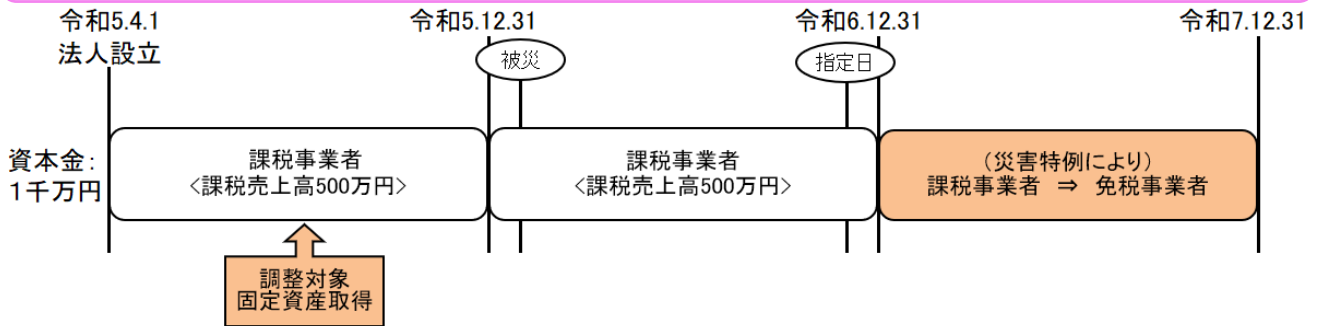 令和5.4.1
法人設立
令和5.12.31
令和6.12.31
令和7.12.31
被災
指定日
資本金：
1千万円
課税事業者
<課税売上高500万円>
課税事業者
<課税売上高500万円>
（災害特例により）
課税事業者 ⇒ 免税事業者
調整対象
固定資産取得